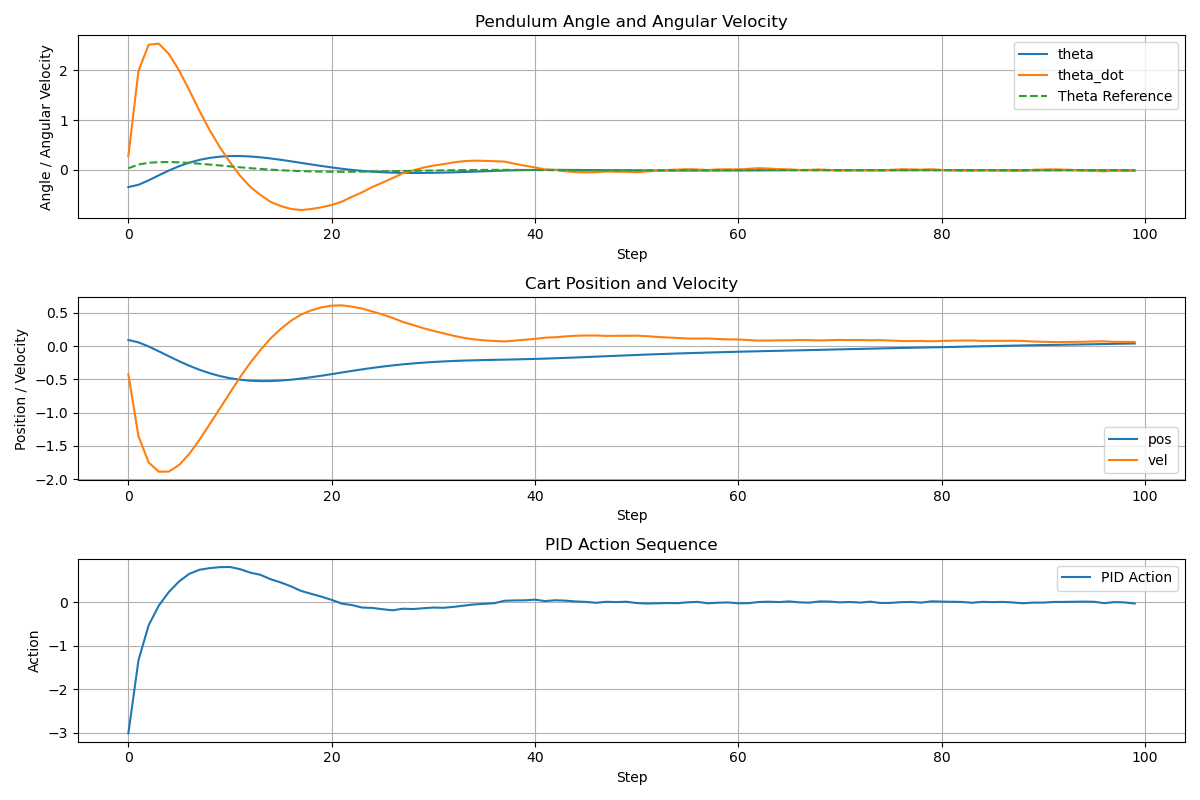 Pendulum Angle and Angular Velocity
Angle / Angular Velocity
2
1
0
theta
theta_dot
Theta Reference
0 20 40 60 80 100
Step
Cart Position and Velocity
Position / Velocity
0.5
0.0
−0.5
−1.0
−1.5
−2.0
pos
vel
0 20 40 60 80 100
Step
PID Action Sequence
Action
0
−1
−2
−3
PID Action
0 20 40 60 80 100
Step